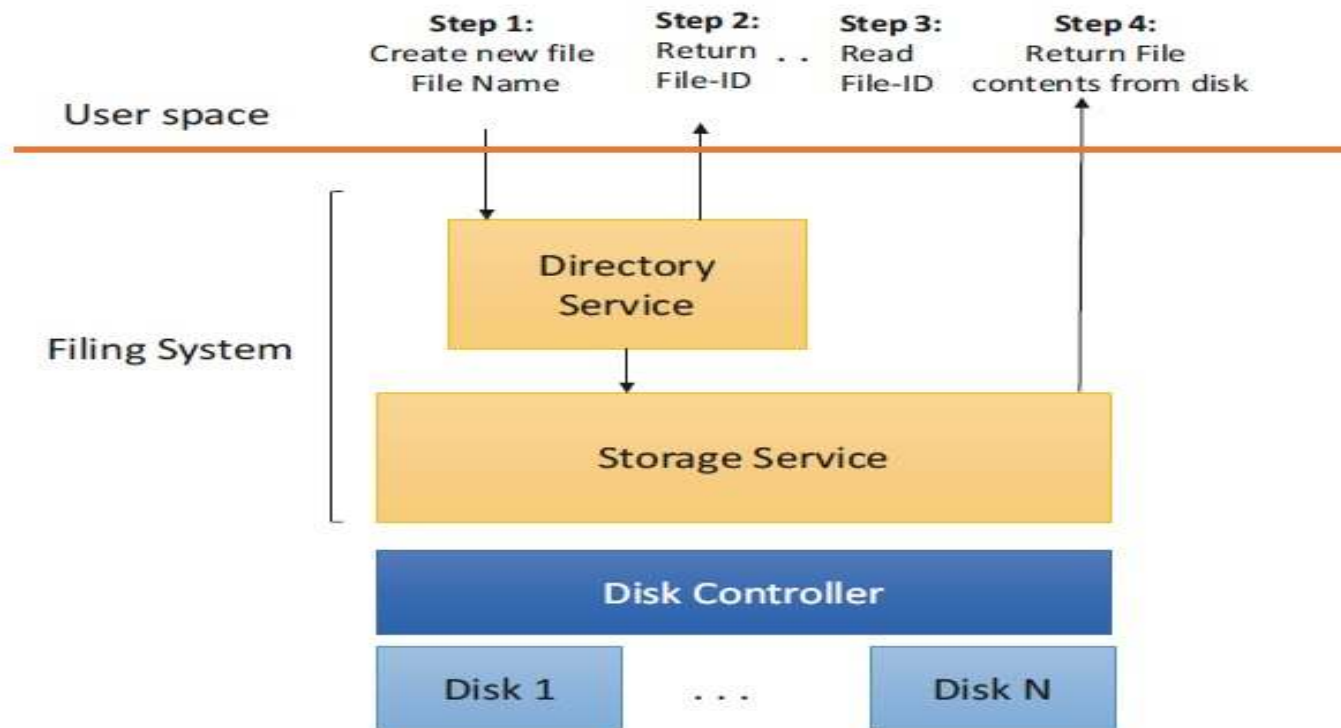 Step 1:
Create new file
File Name
Step 2:
Return
File-ID
. .
Step 3:
Read
File-ID
Step 4:
Return File
contents from disk
User space
Directory
Service
Filing System
Storage Service
Disk Controller
Disk 1
. . .
Disk N